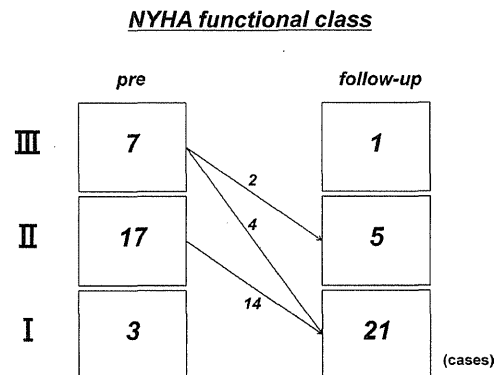 NYHA functional class
pre follow-up
III 7 1
2
4
II 17 5
14
I 3 21
(cases)